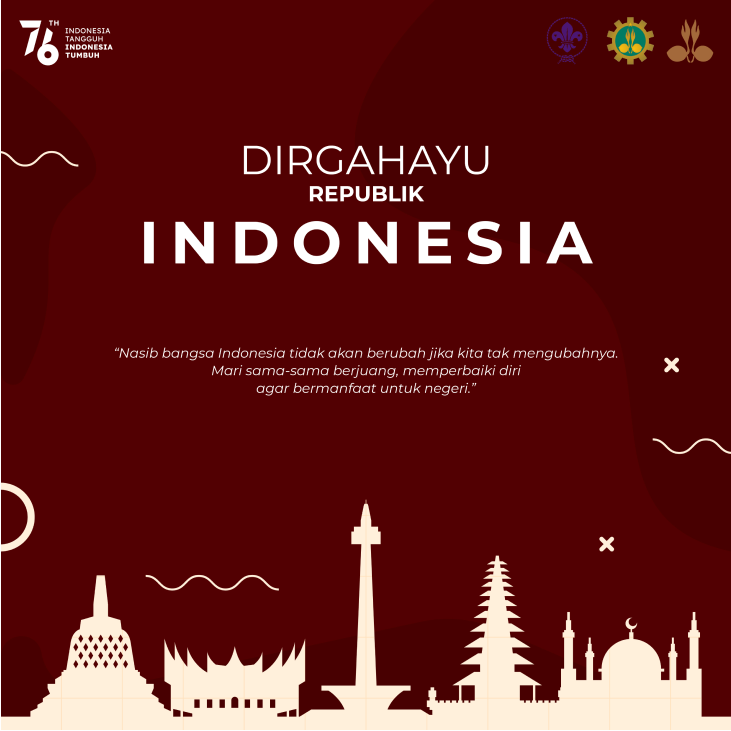 76TH
INDONESIA
TANGGUH
INDONESIA
TUMBUH
DIRGAHAYU
REPUBLIK
INDONESIA
“Nasib bangsa Indonesia tidak akan berubah jika kita tak mengubahnya.
Mari sama-sama berjuang, memperbaiki diri
agar bermanfaat untuk negeri.”